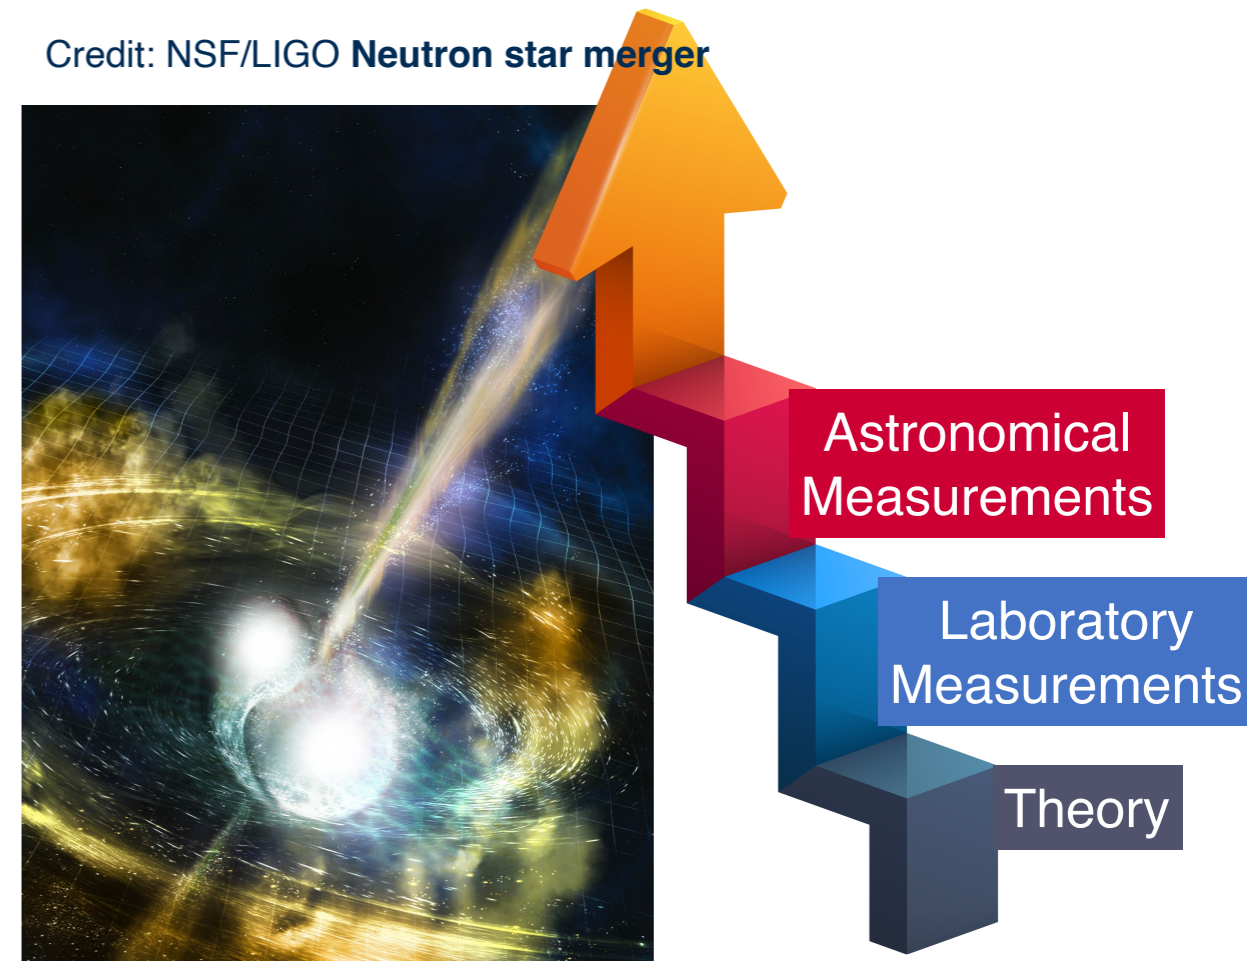 Credit: NSF/LIGO Neutron star merger
Astronomical
Measurements
Laboratory
Measurements
Theory